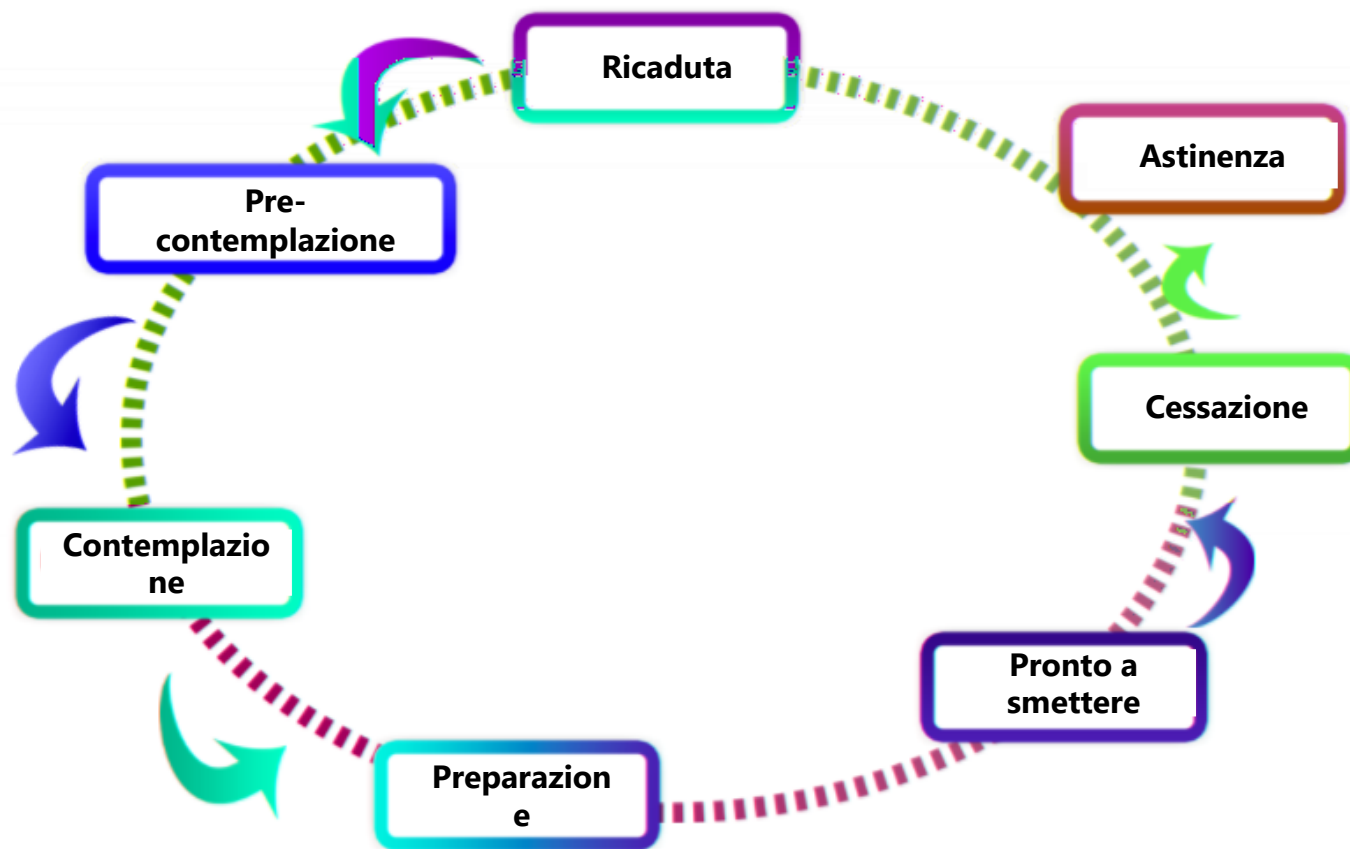 Ricaduta
Astinenza
Pre-
contemplazione
Cessazione
Contemplazio
ne
Pronto a
smettere
Preparazion
e